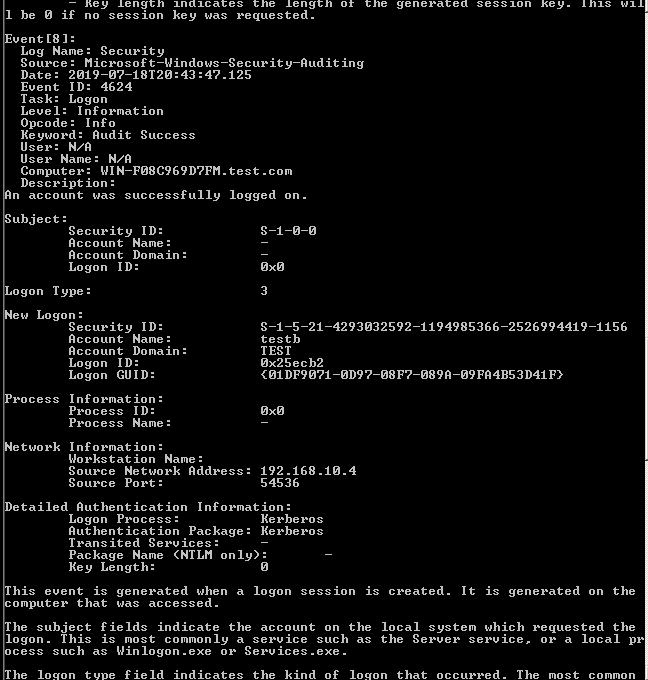 - Key length indicates the length of the generated session key. This wil
l be 0 if no session key was requested.
Event[8]:
Log Name: Security
Source: Microsoft-Windows-Security-Auditing
Date: 2019-07-18T20:43:47.125
Event ID: 4624
Task: Logon
Level: Information
Opcode: Info
Keyword: Audit Success
User: N/A
User Name: N/A
Computer: WIN-F08C969D7FM.test.com
Description:
An account was successfully logged on.
Subject:
Security ID: S-1-0-0
Account Name: -
Account Domain: -
Logon ID: 0x0
Logon Type: 3
New Logon:
Security ID: S-1-5-21-4293032592-1194985366-2526994419-1156
Account Name: testb
Account Domain: TEST
Logon ID: 0x25ecb2
Logon GUID: {01DF9071-0D97-08F7-089A-09FA4B53D41F}
Process Information:
Process ID: 0x0
Process Name: -
Network Information:
Workstation Name:
Source Network Address: 192.168.10.4
Source Port: 54536
Detailed Authentication Information:
Logon Process: Kerberos
Authentication Package: Kerberos
Transited Services: -
Package Name (NTLM only): -
Key Length: 0
This event is generated when a logon session is created. It is generated on the
computer that was accessed.
The subject fields indicate the account on the local system which requested the
logon. This is most commonly a service such as the Server service, or a local pr
ocess such as Winlogon.exe or Services.exe.
The logon type field indicates the kind of logon that occurred. The most common